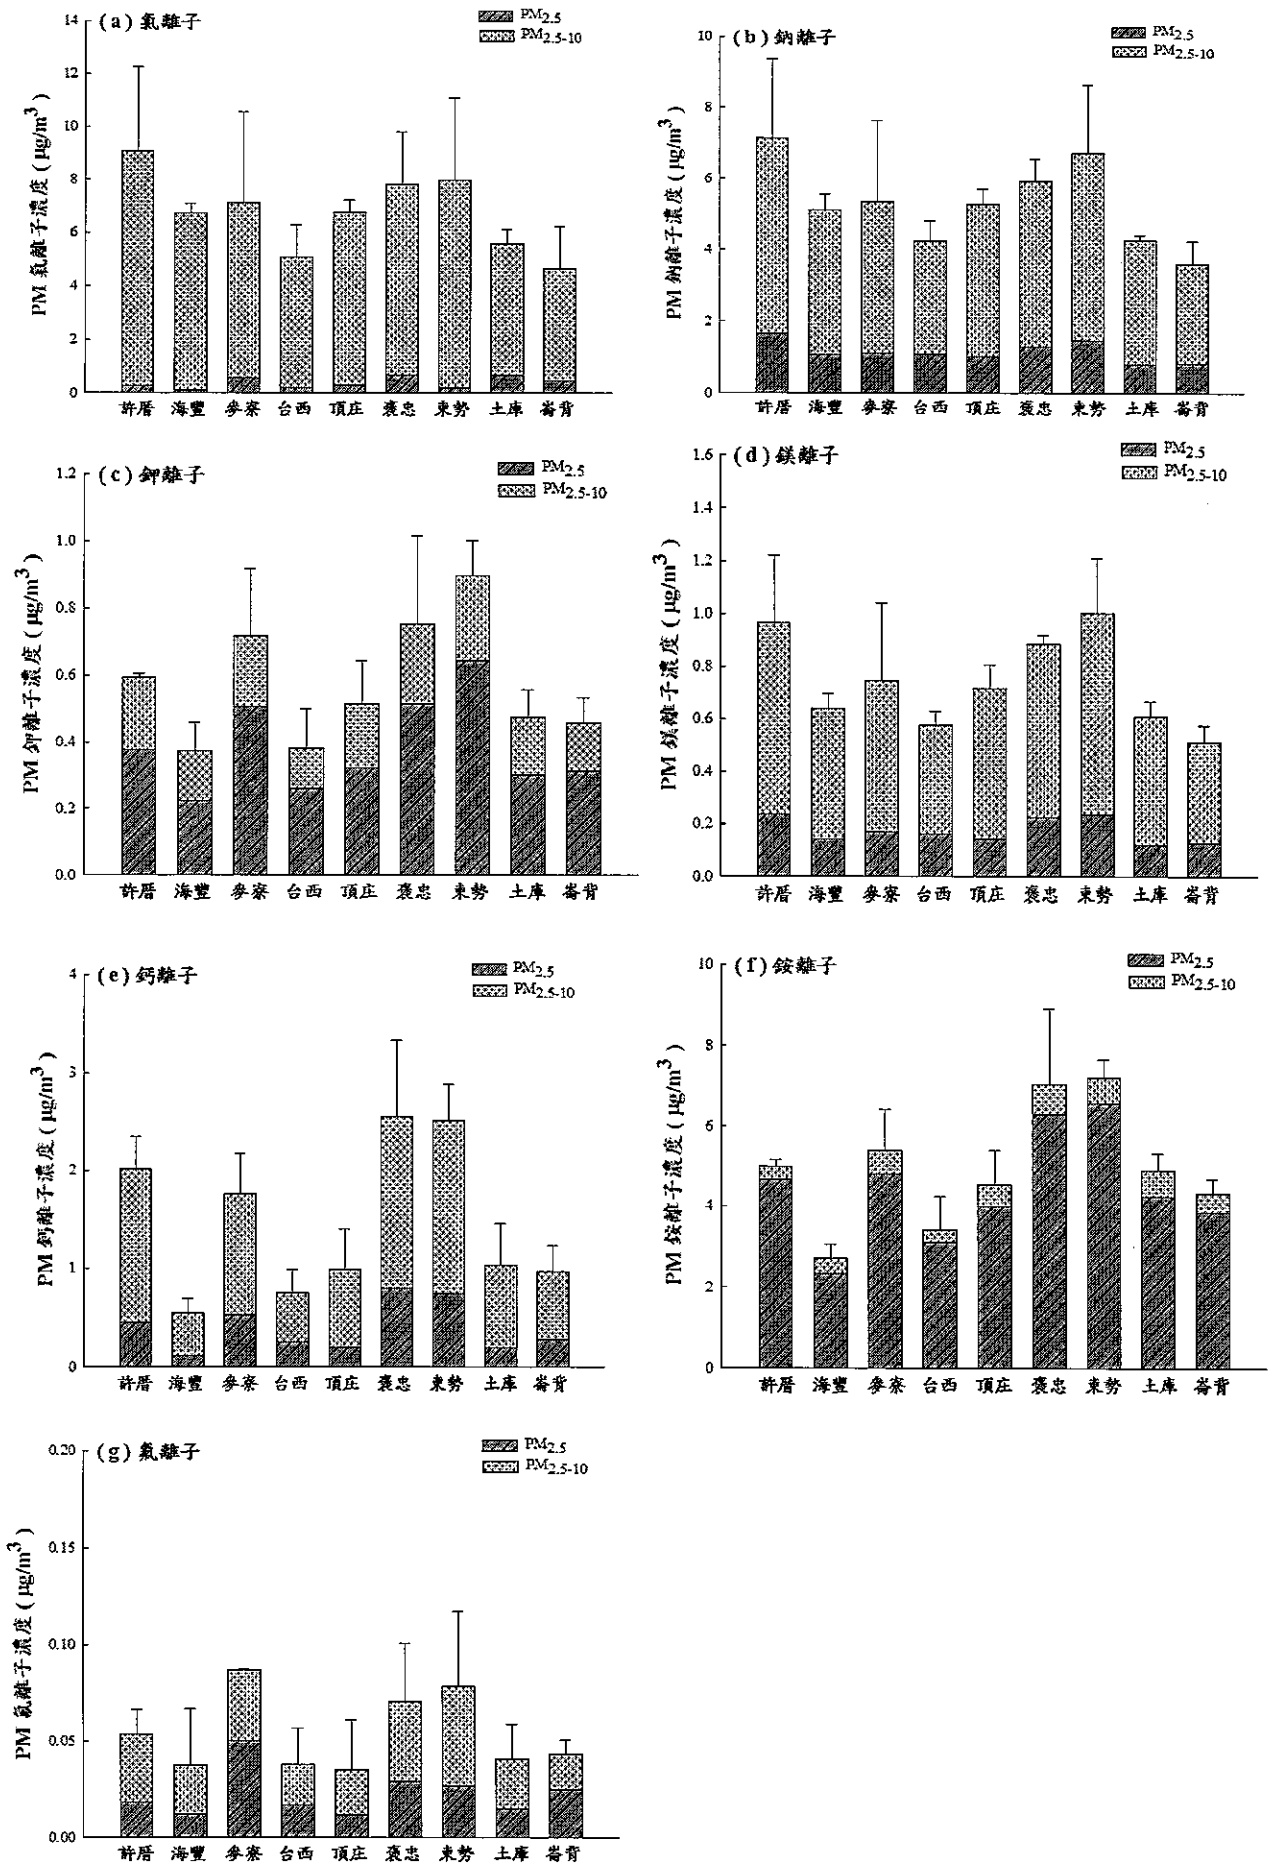 (a) 氯離子
PM2.5
PM2.5-10
PM 氯離子濃度 ( μg/m3 )
14
12
10
8
6
4
2
0
許厝 海豐 麥寮 台西 頂庄 褒忠 東勢 土庫 崙背
(b) 鈉離子
PM2.5
PM2.5-10
PM 鈉離子濃度 ( μg/m3 )
10
8
6
4
2
0
許厝 海豐 麥寮 台西 頂庄 褒忠 東勢 土庫 崙背
(c) 鉀離子
PM2.5
PM2.5-10
PM 鉀離子濃度 ( μg/m3 )
1.2
1.0
0.8
0.6
0.4
0.2
0.0
許厝 海豐 麥寮 台西 頂庄 褒忠 東勢 土庫 崙背
(d) 鎂離子
PM2.5
PM2.5-10
PM 鎂離子濃度 ( μg/m3 )
1.6
1.4
1.2
1.0
0.8
0.6
0.4
0.2
0.0
許厝 海豐 麥寮 台西 頂庄 褒忠 東勢 土庫 崙背
(e) 鈣離子
PM2.5
PM2.5-10
PM 鈣離子濃度 ( μg/m3 )
4
3
2
1
0
許厝 海豐 麥寮 台西 頂庄 褒忠 東勢 土庫 崙背
(f) 銨離子
PM2.5
PM2.5-10
PM 銨離子濃度 ( μg/m3 )
10
8
6
4
2
0
許厝 海豐 麥寮 台西 頂庄 褒忠 東勢 土庫 崙背
(g) 氟離子
PM2.5
PM2.5-10
PM 氟離子濃度 ( μg/m3 )
0.20
0.15
0.10
0.05
0.00
許厝 海豐 麥寮 台西 頂庄 褒忠 東勢 土庫 崙背